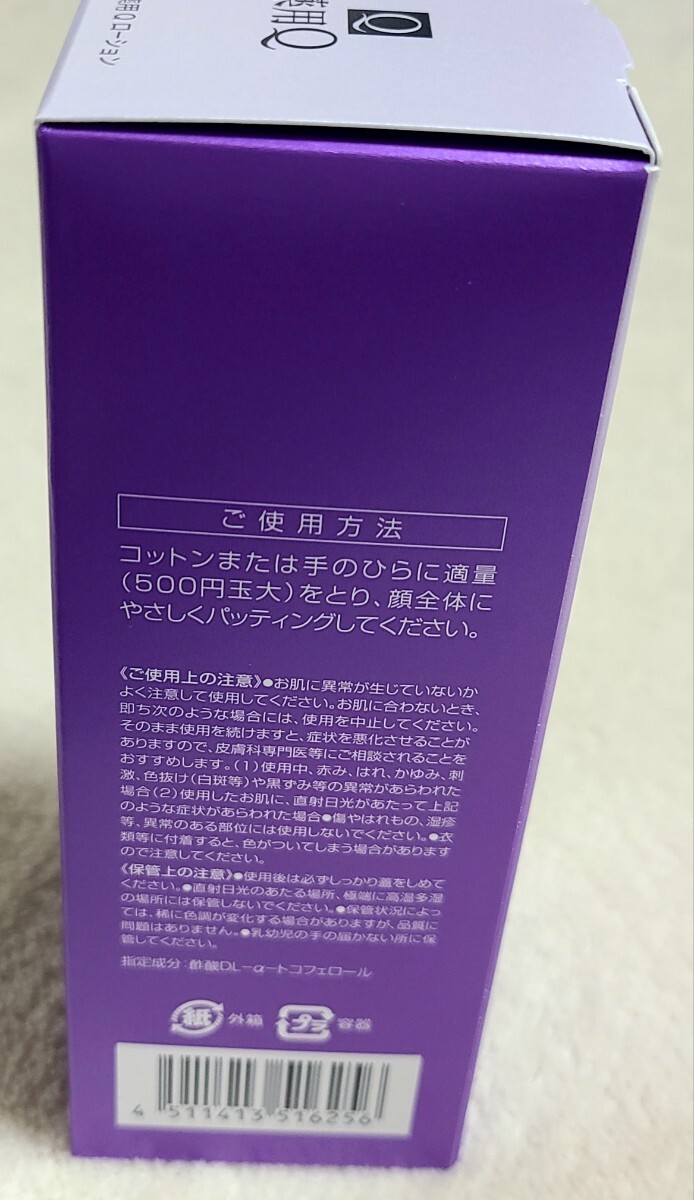 薬用Qローション
薬用Q
Q
ご使用方法
コットンまたは手のひらに適量
(500円玉大)をとり、顔全体に
やさしくパッティングしてください。
《ご使用上の注意》●お肌に異常が生じていないか
よく注意して使用してください。お肌に合わないとき、
即ち次のような場合には、使用を中止してください。
そのまま使用を続けますと、症状を悪化させることが
ありますので、皮膚科専門医等にご相談されることを
おすすめします。(1)使用中、赤み、はれ、かゆみ、刺
激、色抜け(白斑等)や黒ずみ等の異常があらわれた
場合(2)使用したお肌に、直射日光があたって上記
のような症状があらわれた場合●傷やはれもの、湿疹
等、異常のある部位には使用しないでください。●衣
類等に付着すると、色がついてしまう場合があります
ので注意してください。
《保管上の注意》●使用後は必ずしっかり蓋をしめて
ください。●直射日光のあたる場所、極端に高温多湿
の場所には保管しないでください。●保管状況によっ
ては、稀に色調が変化する場合がありますが、品質に
問題はありません。●乳幼児の手の届かない所に保
管してください。
指定成分:酢酸DL-α-トコフェロール
紙 外箱 プラ 容器
4 511413 516256